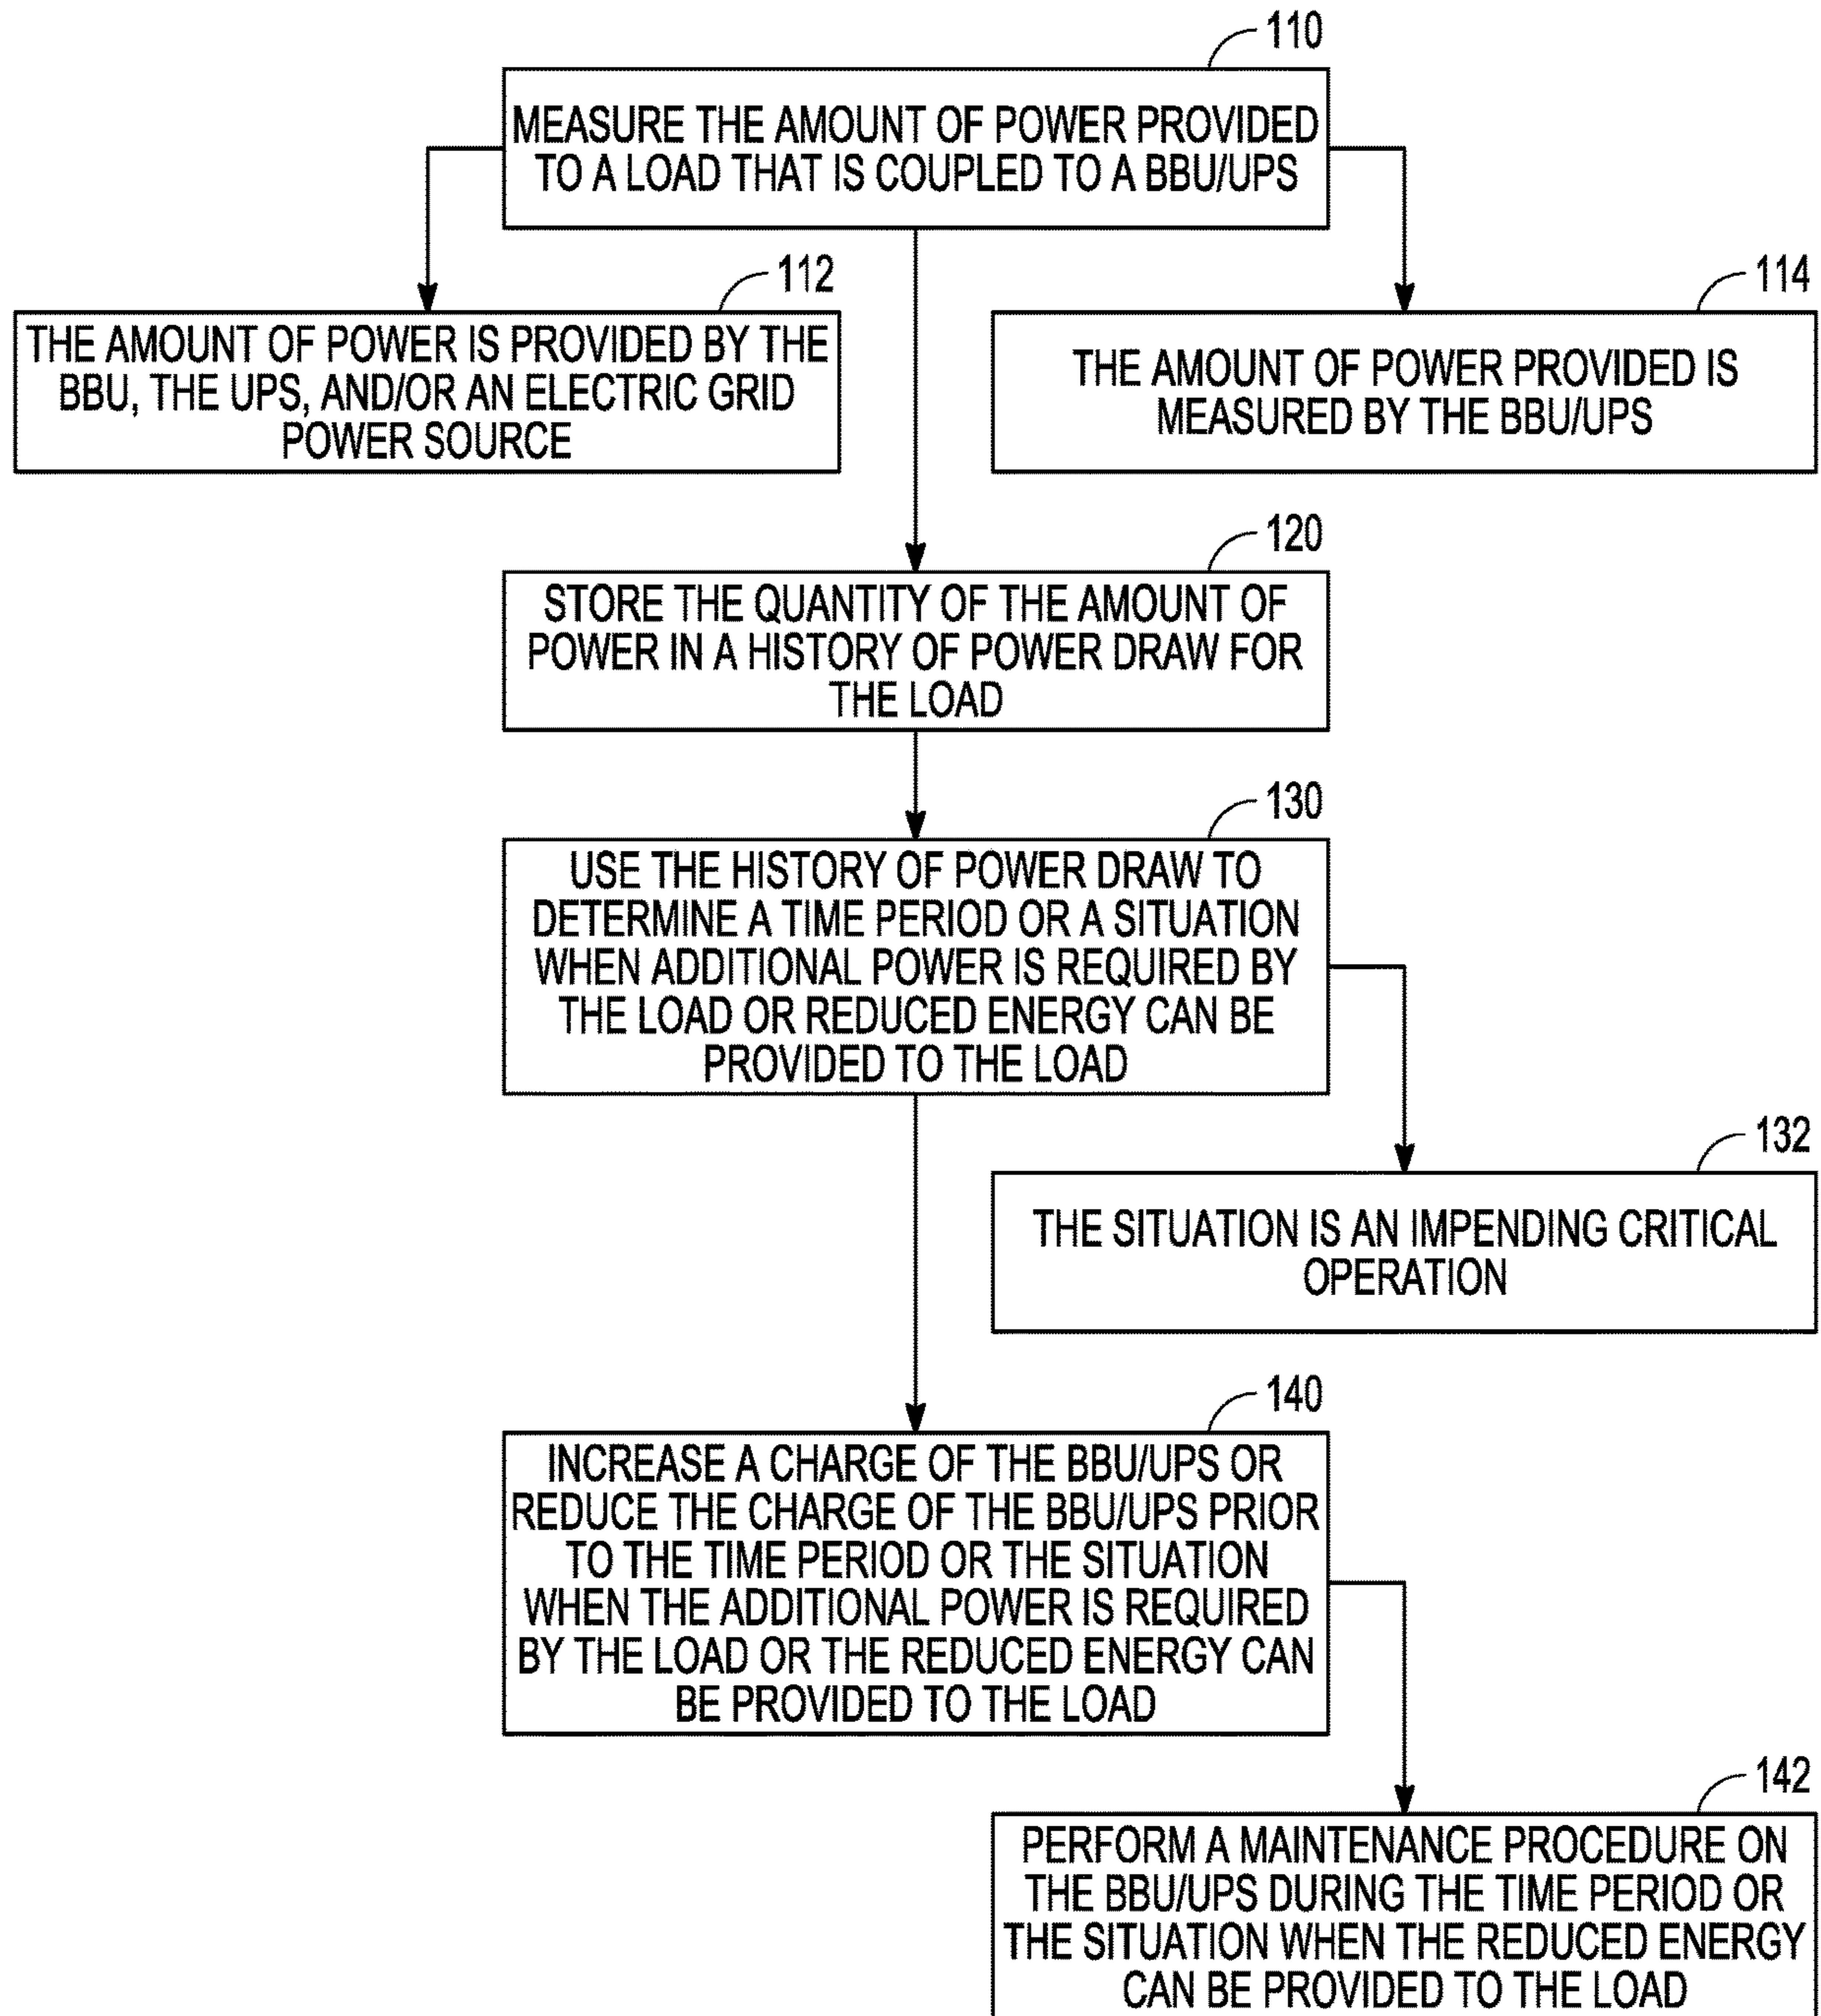 110
MEASURE THE AMOUNT OF POWER PROVIDED
TO A LOAD THAT IS COUPLED TO A BBU/UPS
112
THE AMOUNT OF POWER IS PROVIDED BY THE
BBU, THE UPS, AND/OR AN ELECTRIC GRID
POWER SOURCE
114
THE AMOUNT OF POWER PROVIDED IS
MEASURED BY THE BBU/UPS
120
STORE THE QUANTITY OF THE AMOUNT OF
POWER IN A HISTORY OF POWER DRAW FOR
THE LOAD
130
USE THE HISTORY OF POWER DRAW TO
DETERMINE A TIME PERIOD OR A SITUATION
WHEN ADDITIONAL POWER IS REQUIRED BY
THE LOAD OR REDUCED ENERGY CAN BE
PROVIDED TO THE LOAD
132
THE SITUATION IS AN IMPENDING CRITICAL
OPERATION
140
INCREASE A CHARGE OF THE BBU/UPS OR
REDUCE THE CHARGE OF THE BBU/UPS PRIOR
TO THE TIME PERIOD OR THE SITUATION
WHEN THE ADDITIONAL POWER IS REQUIRED
BY THE LOAD OR THE REDUCED ENERGY CAN
BE PROVIDED TO THE LOAD
142
PERFORM A MAINTENANCE PROCEDURE ON
THE BBU/UPS DURING THE TIME PERIOD OR
THE SITUATION WHEN THE REDUCED ENERGY
CAN BE PROVIDED TO THE LOAD